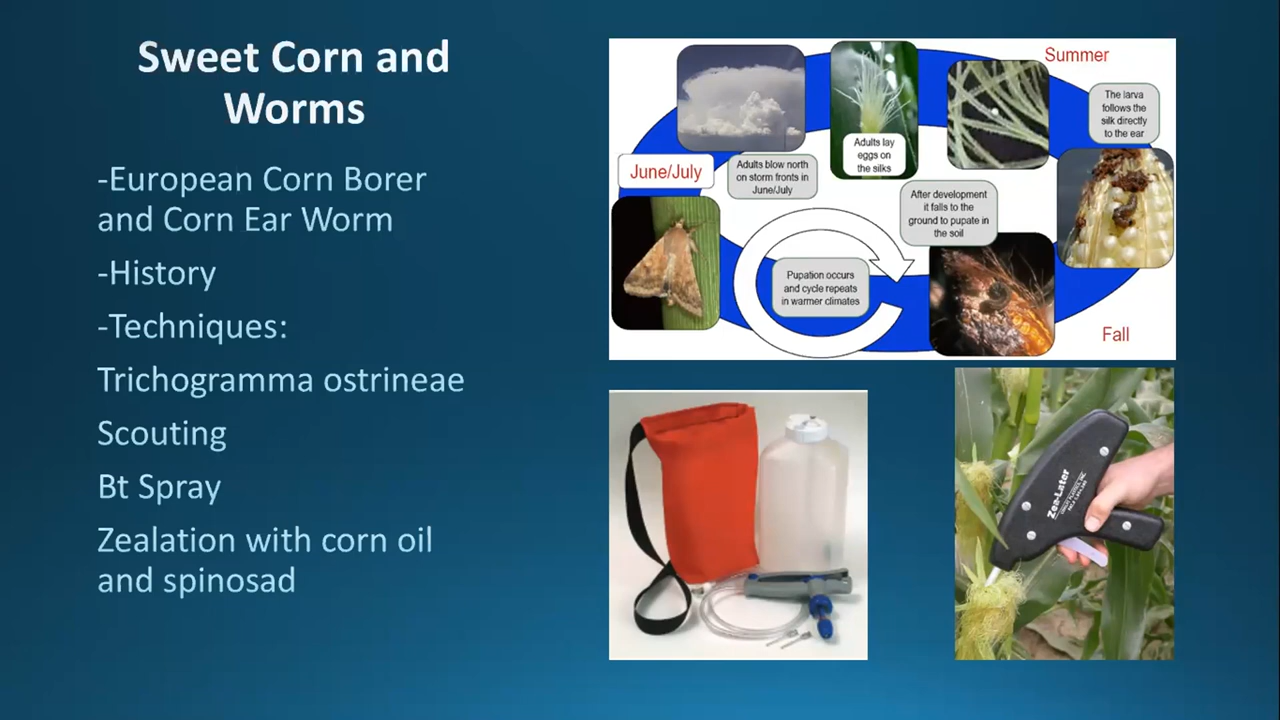 Sweet Corn and
Worms
-European Corn Borer
and Corn Ear Worm
-History
-Techniques:
Trichogramma ostrineae
Scouting
Bt Spray
Zealation with corn oil
and spinosad
Summer
The larva
follows the
silk directly
to the ear
Adults lay
eggs on
the silks
June/July
Adults blow north
on storm fronts in
June/July
After development
it falls to the
ground to pupate in
the soil
Pupation occurs
and cycle repeats
in warmer climates
Fall
Zea-Later